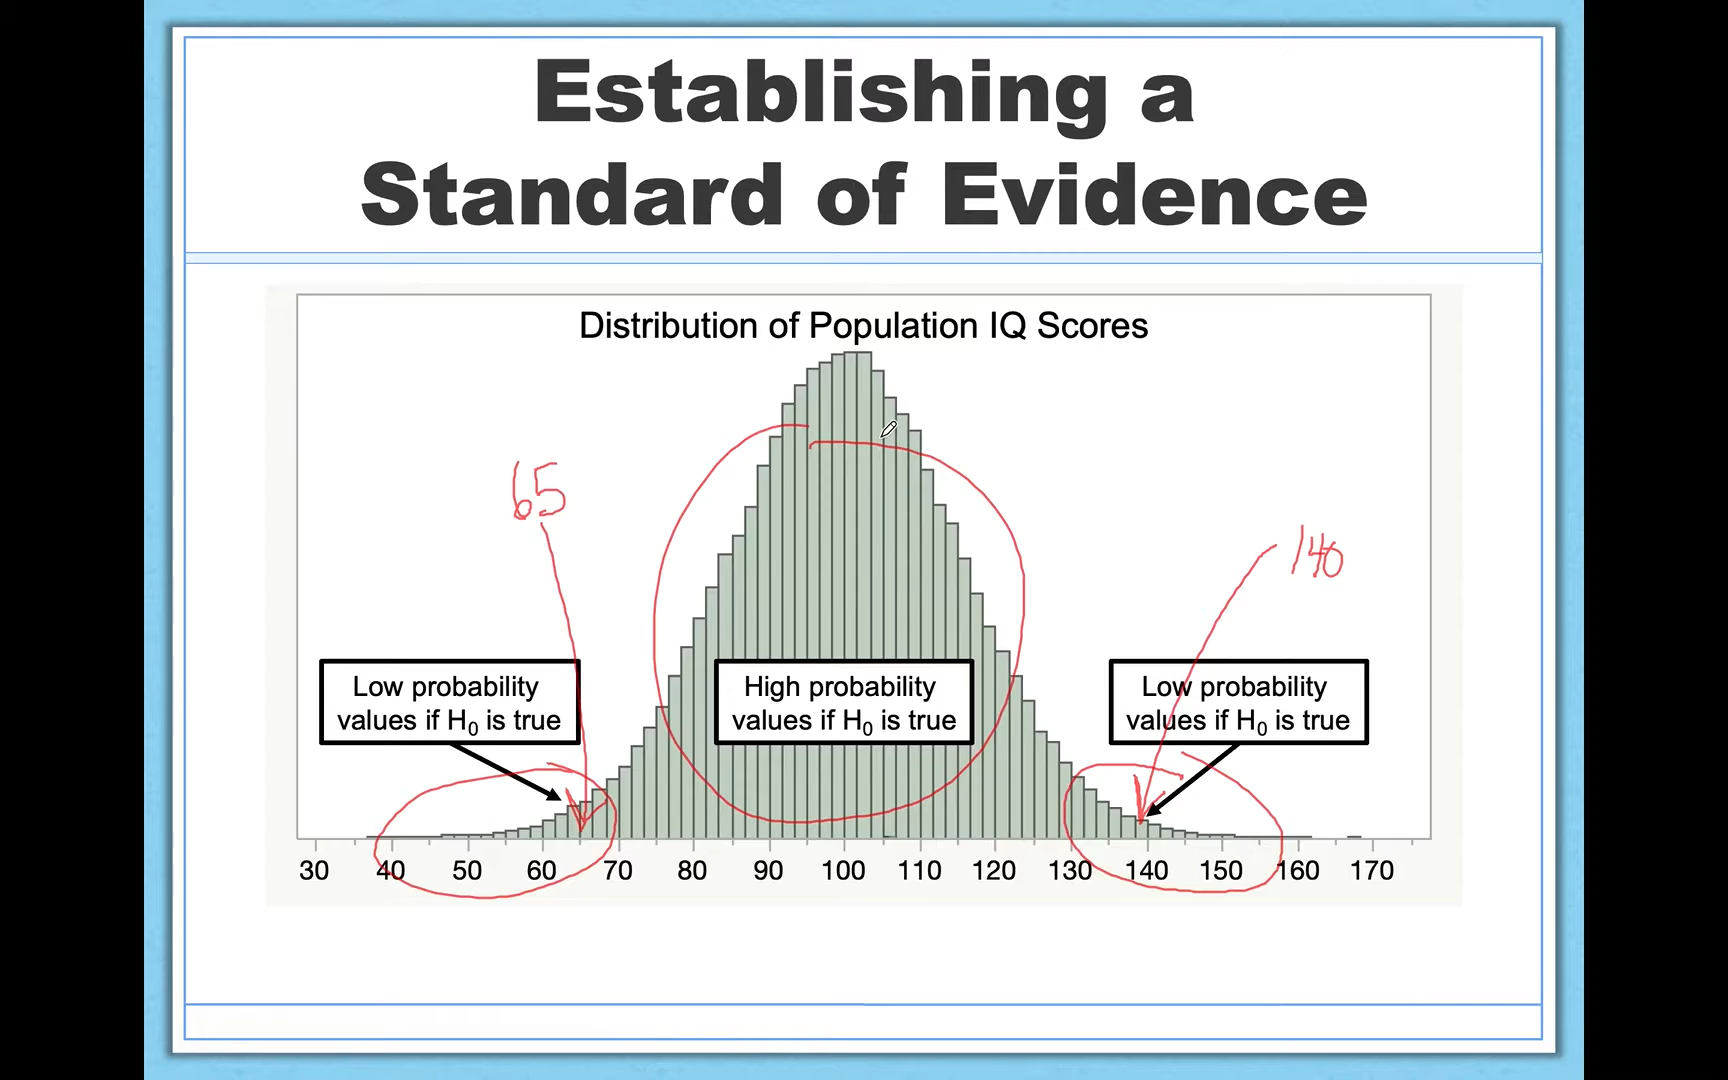 Establishing a
Standard of Evidence
Distribution of Population IQ Scores
65
140
Low probability
values if H₀ is true
High probability
values if H₀ is true
Low probability
values if H₀ is true
30 40 50 60 70 80 90 100 110 120 130 140 150 160 170